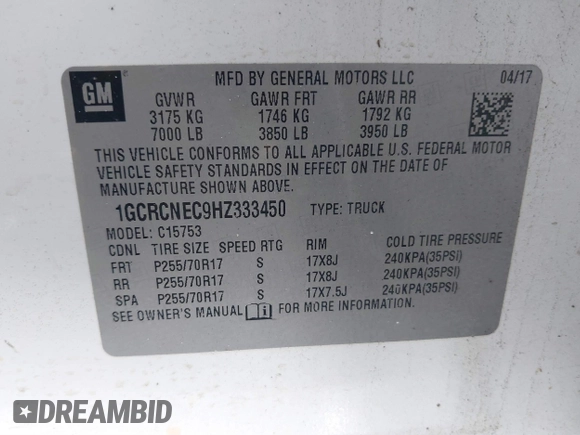 GM
MFD BY GENERAL MOTORS LLC 04/17
GVWR GAWR FRT GAWR RR
3175 KG 1746 KG 1792 KG
7000 LB 3850 LB 3950 LB
THIS VEHICLE CONFORMS TO ALL APPLICABLE U.S. FEDERAL MOTOR
VEHICLE SAFETY STANDARDS IN EFFECT ON THE DATE OF
MANUFACTURE SHOWN ABOVE.
1GCRCNEC9HZ333450 TYPE: TRUCK
MODEL: C15753
CDNL TIRE SIZE SPEED RTG RIM COLD TIRE PRESSURE
FRT P255/70R17 S 17X8J 240KPA(35PSI)
RR P255/70R17 S 17X8J 240KPA(35PSI)
SPA P255/70R17 S 17X7.5J 240KPA(35PSI)
SEE OWNER'S MANUAL FOR MORE INFORMATION.
DREAMBID